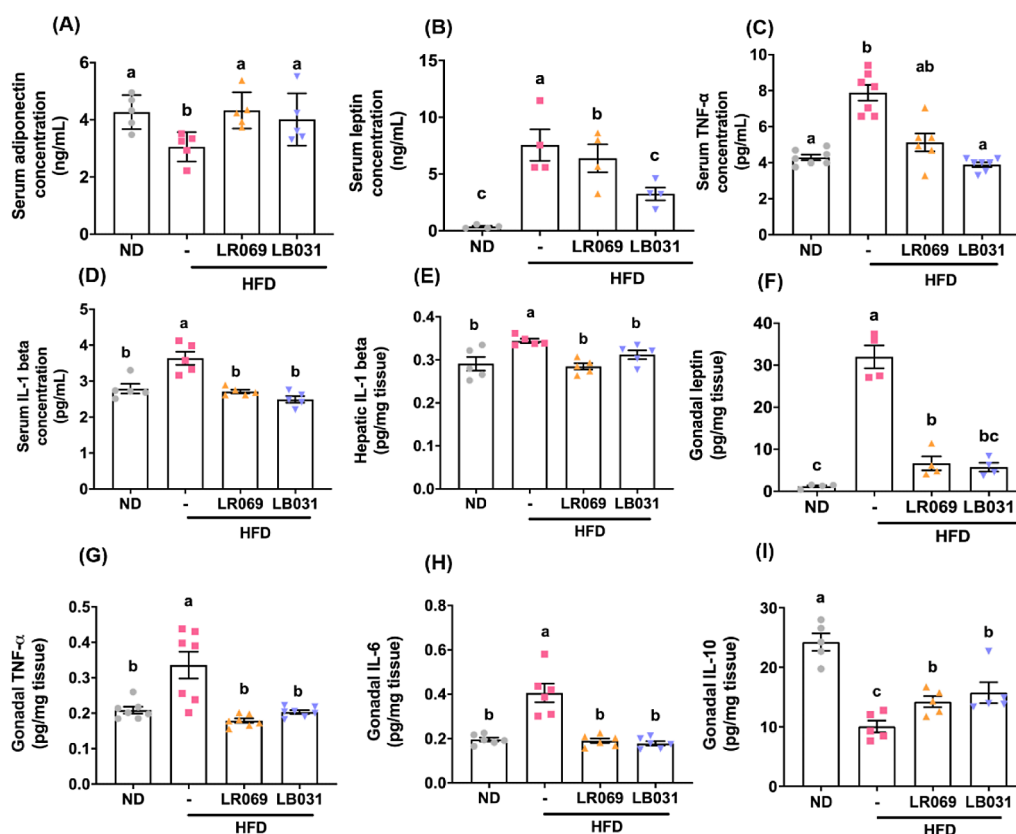 (A)
Serum adiponectin
concentration
(ng/mL)
6
4
2
0
a
b
a
a
ND
-
LR069
LB031
HFD
(B)
Serum leptin
concentration
(ng/mL)
15
10
5
0
c
a
b
c
ND
-
LR069
LB031
HFD
(C)
Serum TNF-α
concentration
(pg/mL)
10
8
6
4
2
0
a
b
ab
a
ND
-
LR069
LB031
HFD
(D)
Serum IL-1 beta
concentration
(pg/mL)
5
4
3
2
1
0
b
a
b
b
ND
-
LR069
LB031
HFD
(E)
Hepatic IL-1 beta
(pg/mg tissue)
0.4
0.3
0.2
0.1
0.0
b
a
b
b
ND
-
LR069
LB031
HFD
(F)
Gonadal leptin
(pg/mg tissue)
40
30
20
10
0
c
a
b
bc
ND
-
LR069
LB031
HFD
(G)
Gonadal TNF-α
(pg/mg tissue)
0.5
0.4
0.3
0.2
0.1
0.0
b
a
b
b
ND
-
LR069
LB031
HFD
(H)
Gonadal IL-6
(pg/mg tissue)
0.8
0.6
0.4
0.2
0.0
b
a
b
b
ND
-
LR069
LB031
HFD
(I)
Gonadal IL-10
(pg/mg tissue)
30
20
10
0
a
c
b
b
ND
-
LR069
LB031
HFD